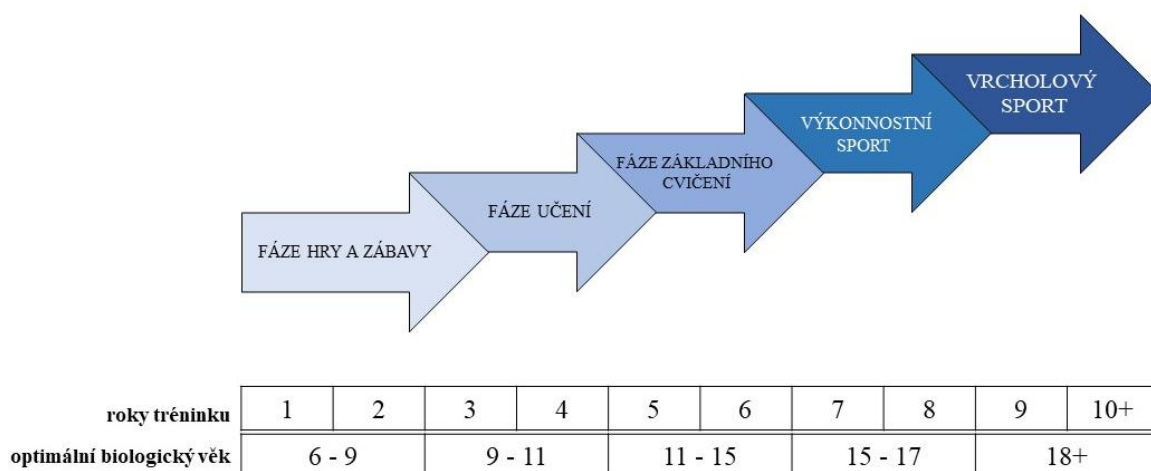 VRCHOLOVÝ
SPORT
VÝKONNOSTNÍ
SPORT
FÁZE ZÁKLADNÍHO
CVIČENÍ
FÁZE UČENÍ
FÁZE HRY A ZÁBAVY
roky tréninku 1 2 3 4 5 6 7 8 9 10+
optimální biologický věk 6 - 9 9 - 11 11 - 15 15 - 17 18+